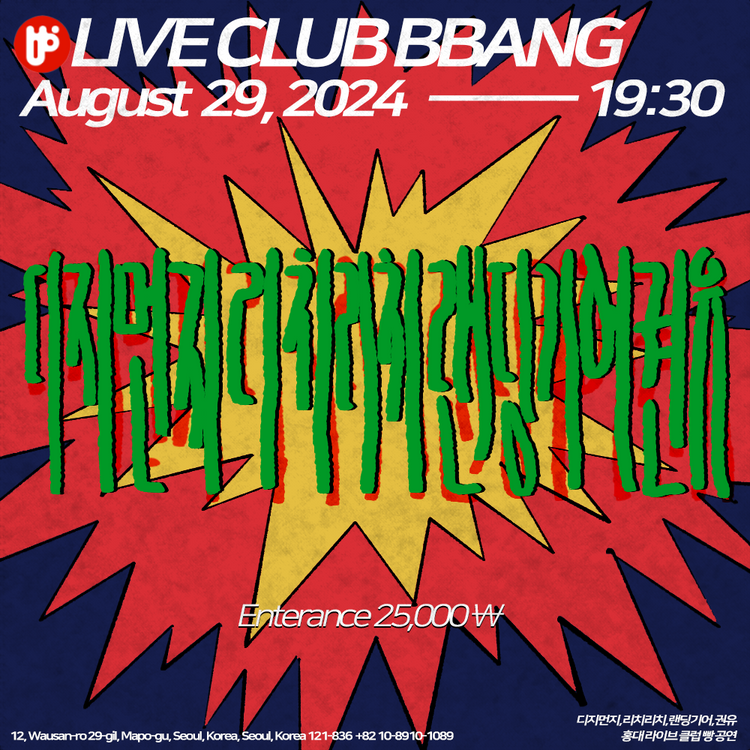 빵 LIVE CLUB BBANG
August 29, 2024 — 19:30
디지먼지리치리치랜딩기어권유
Enterance 25,000 ₩
디지먼지, 리치리치, 랜딩기어, 권유
12, Wausan-ro 29-gil, Mapo-gu, Seoul, Korea, Seoul, Korea 121-836 +82 10-8910-1089
홍대 라이브 클럽 빵 공연